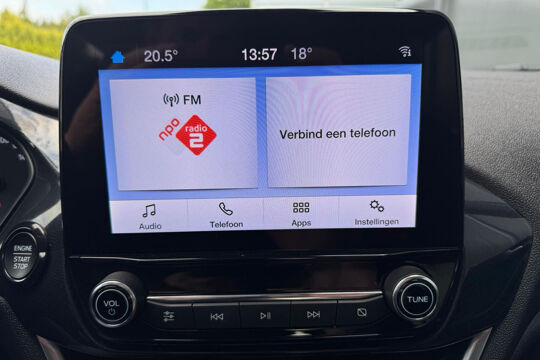 20.5° 13:57 18°
FM
npo
radio
2
Verbind een telefoon
Audio Telefoon Apps Instellingen
ENGINE
START
STOP
VOL
TUNE